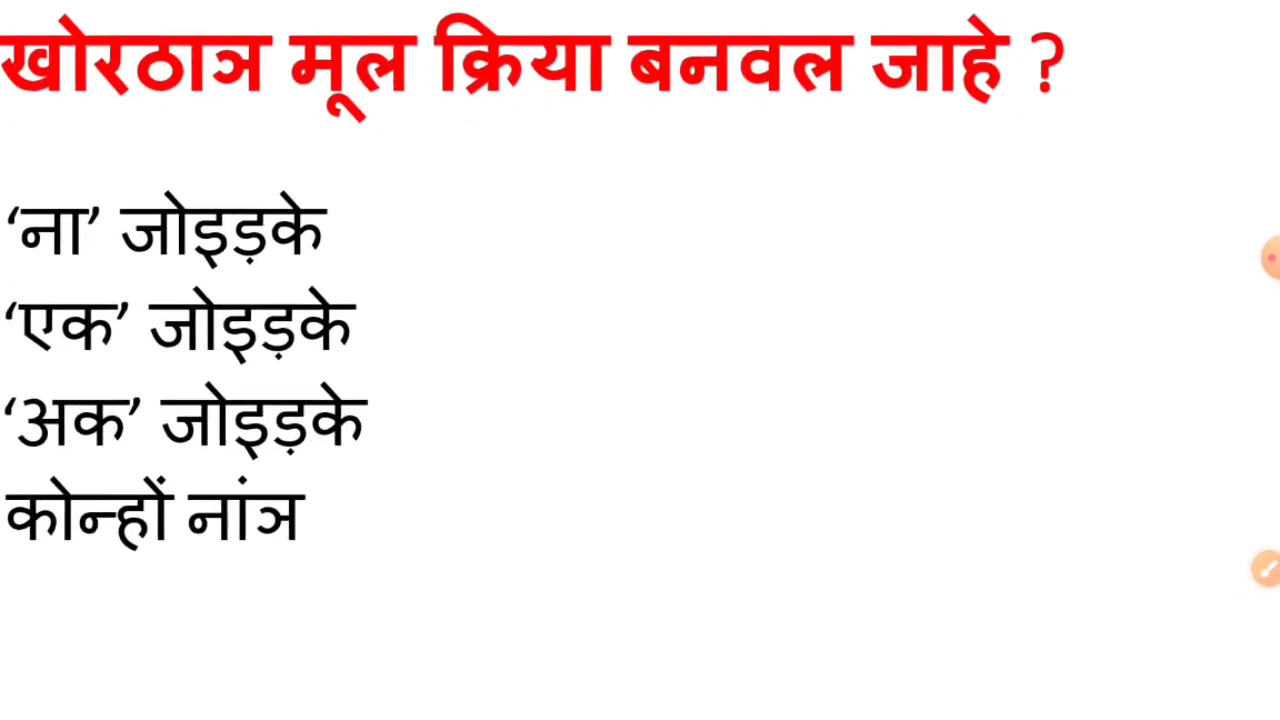 खोरठाञ मूल क्रिया बनवल जाहे ?
‘ना’ जोइड़के
‘एक’ जोइड़के
‘अक’ जोइड़के
कोन्हों नांञ